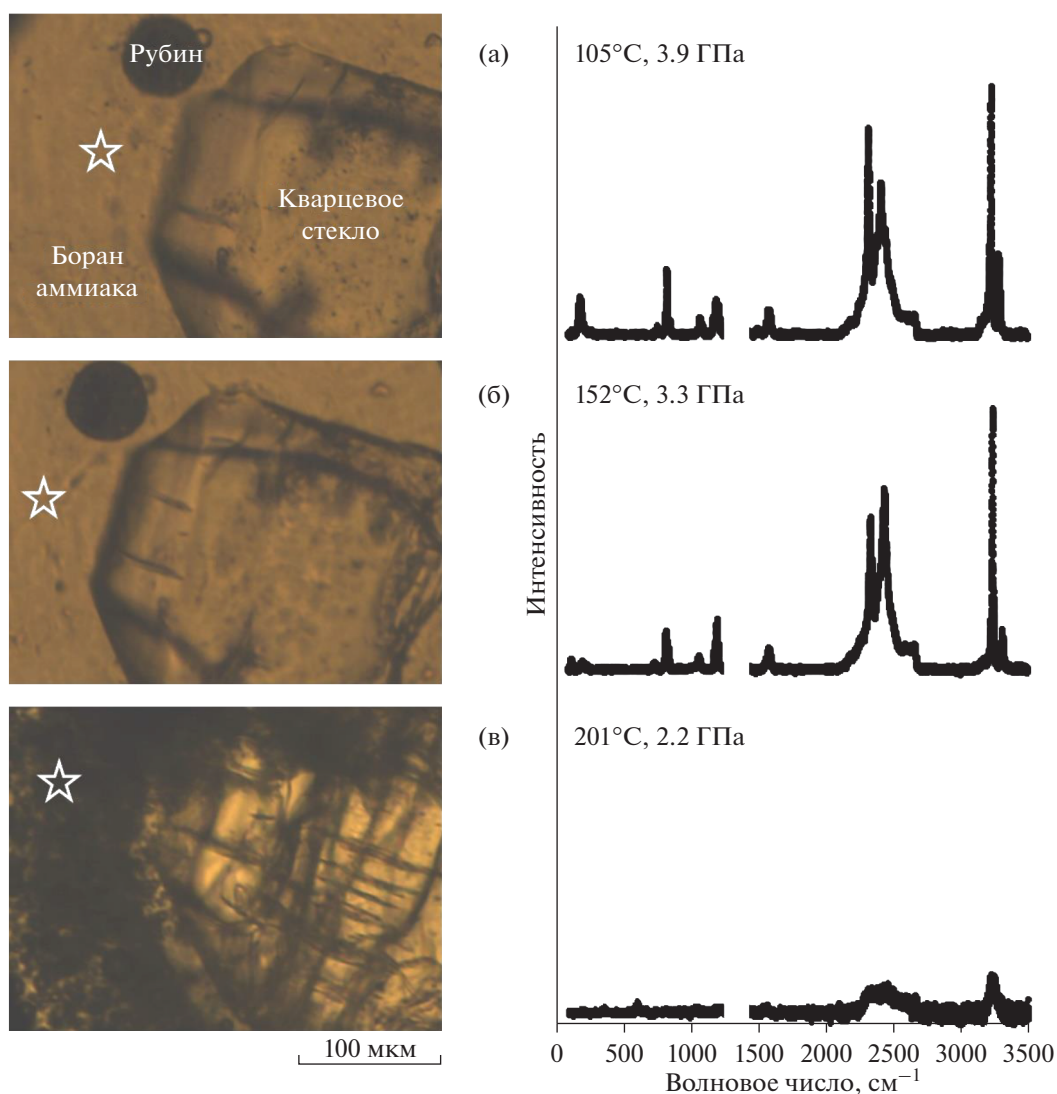 Рубин
Кварцевое
стекло
Боран
аммиака
(а)
105°C, 3.9 ГПа
(б)
152°C, 3.3 ГПа
(в)
201°C, 2.2 ГПа
100 мкм
Интенсивность
0 500 1000 1500 2000 2500 3000 3500
Волновое число, см⁻¹